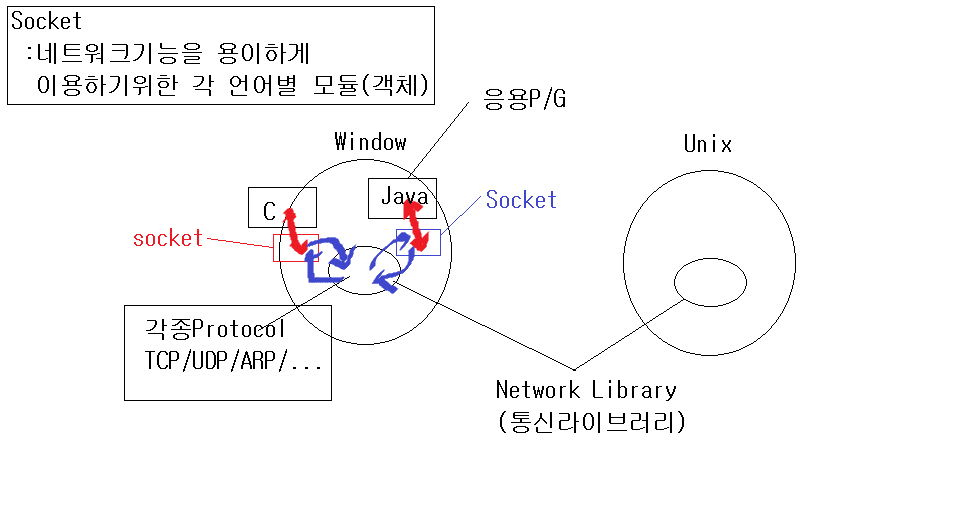 Socket
:네트워크기능을 용이하게
이용하기위한 각 언어별 모듈(객체)
응용P/G
Window
Unix
C
Java
Socket
socket
각종Protocol
TCP/UDP/ARP/...
Network Library
(통신라이브러리)